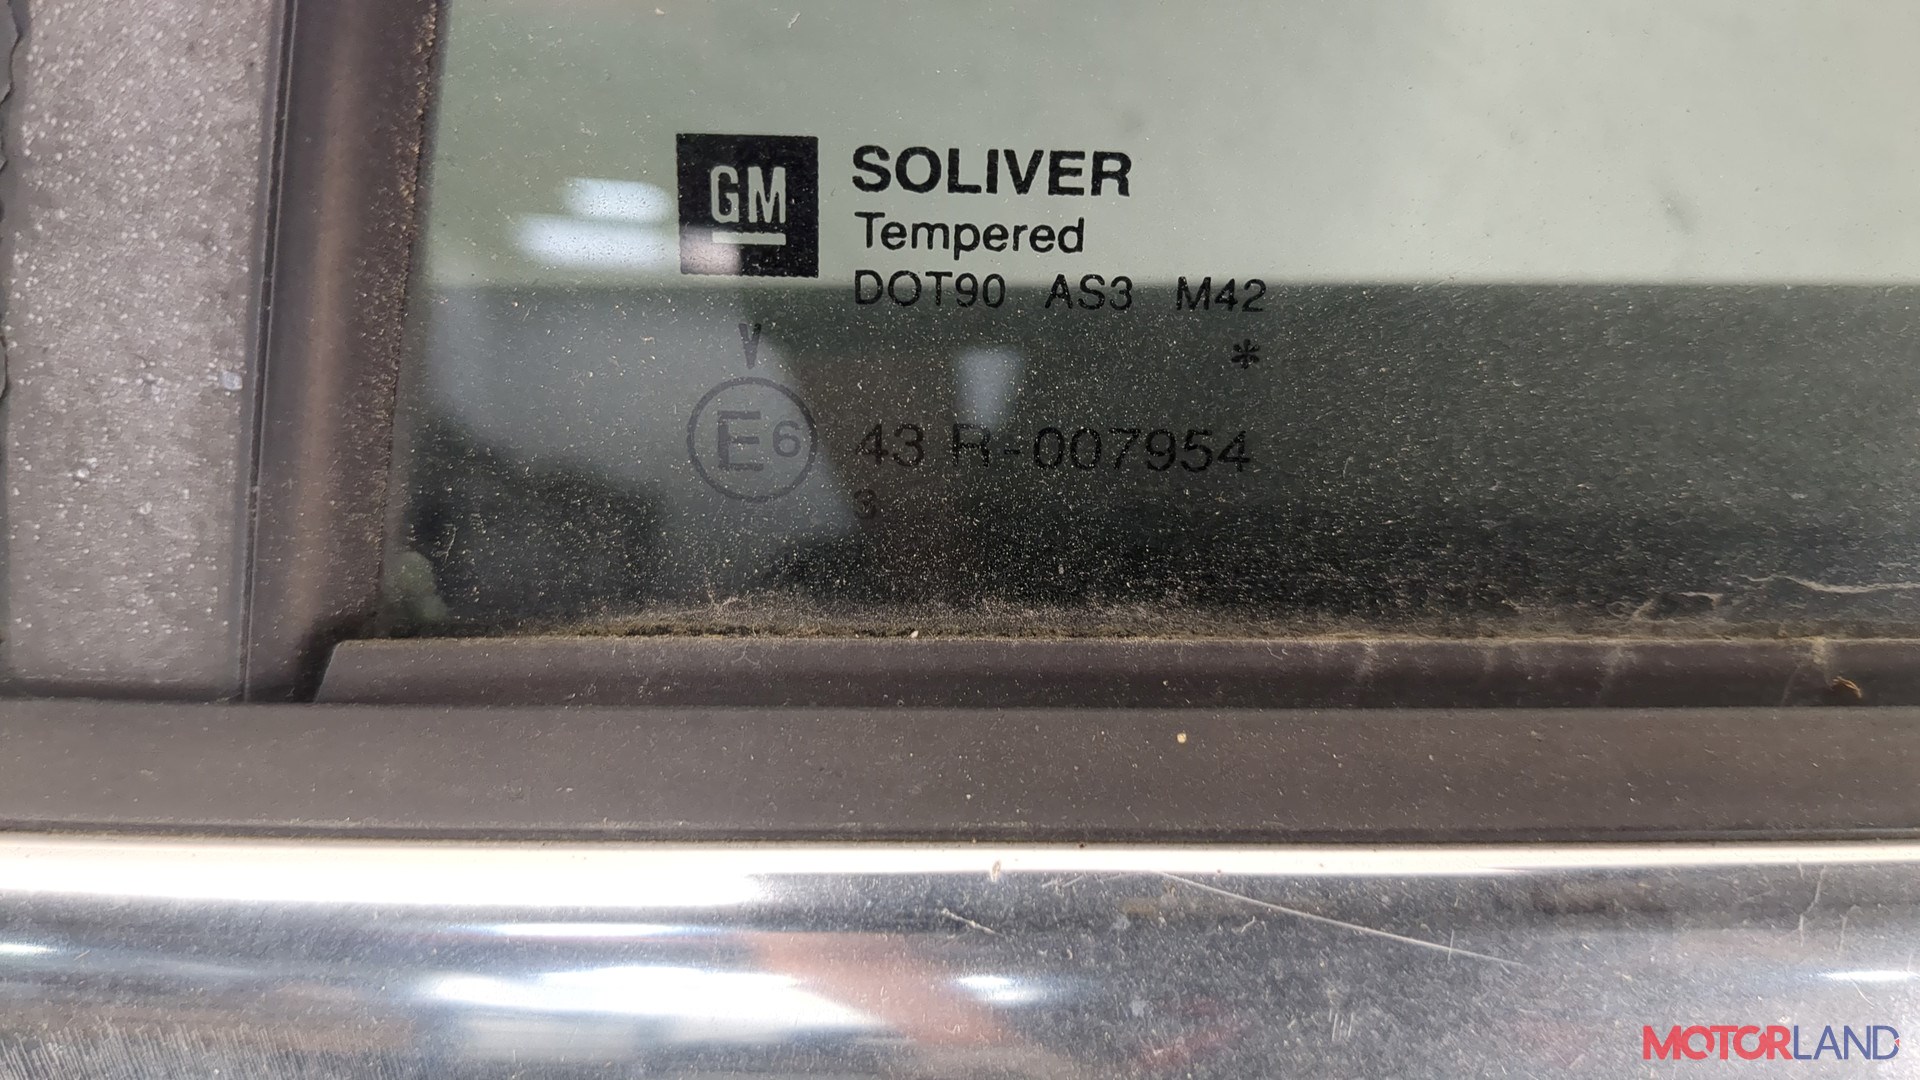 GM
SOLIVER
Tempered
DOT90 AS3 M42
V
*
E6 43 R-007954
3
MOTORLAND